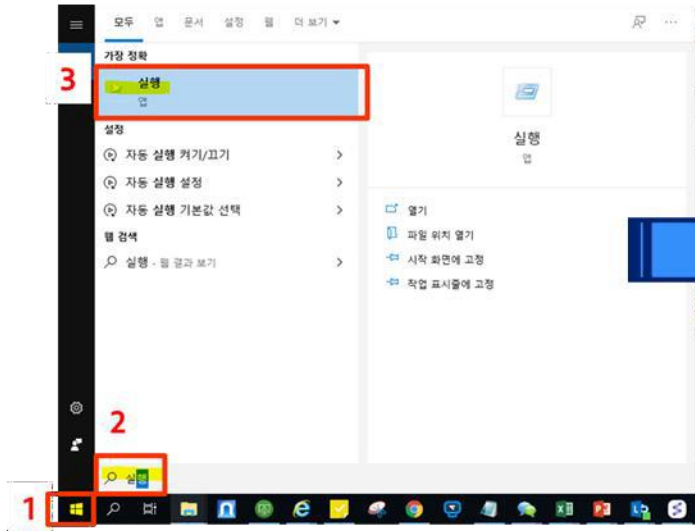 모두 앱 문서 설정 웹 더 보기
가장 정확
3
실행
앱
설정
자동 실행 켜기/끄기
자동 실행 설정
자동 실행 기본값 선택
웹 검색
실행 - 웹 결과 보기
실행
앱
열기
파일 위치 열기
시작 화면에 고정
작업 표시줄에 고정
2
실행
1